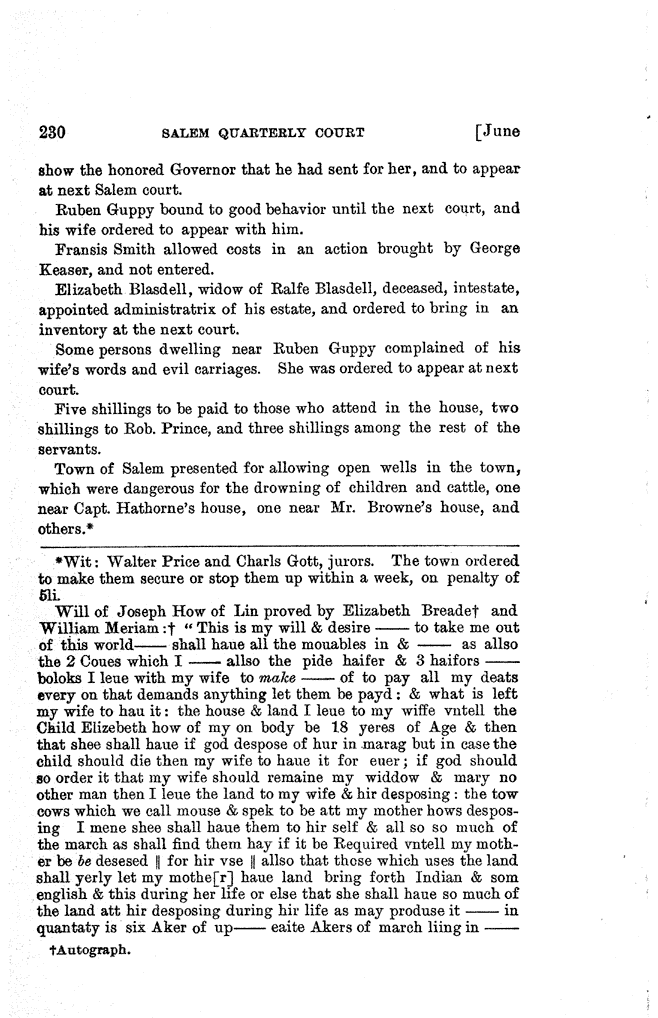 230 SALEM QUARTERLY COURT [June
show the honored Governor that he had sent for her, and to appear
at next Salem court.
Ruben Guppy bound to good behavior until the next court, and
his wife ordered to appear with him.
Fransis Smith allowed costs in an action brought by George
Keaser, and not entered.
Elizabeth Blasdell, widow of Ralfe Blasdell, deceased, intestate,
appointed administratrix of his estate, and ordered to bring in an
inventory at the next court.
Some persons dwelling near Ruben Guppy complained of his
wife's words and evil carriages. She was ordered to appear at next
court.
Five shillings to be paid to those who attend in the house, two
shillings to Rob. Prince, and three shillings among the rest of the
servants.
Town of Salem presented for allowing open wells in the town,
which were dangerous for the drowning of children and cattle, one
near Capt. Hathorne's house, one near Mr. Browne's house, and
others.*
*Wit: Walter Price and Charls Gott, jurors. The town ordered
to make them secure or stop them up within a week, on penalty of
5li.
Will of Joseph How of Lin proved by Elizabeth Breade† and
William Meriam:† "This is my will & desire —— to take me out
of this world—— shall haue all the mouables in & —— as allso
the 2 Coues which I —— allso the pide haifer & 3 haifors ——
boloks I leue with my wife to make —— of to pay all my deats
every on that demands anything let them be payd: & what is left
my wife to hau it: the house & land I leue to my wiffe vntell the
Child Elizebeth how of my on body be 18 yeres of Age & then
that shee shall haue if god despose of hur in marag but in case the
child should die then my wife to haue it for euer; if god should
so order it that my wife should remaine my widdow & mary no
other man then I leue the land to my wife & hir desposing: the tow
cows which we call mouse & spek to be att my mother hows despos-
ing I mene shee shall haue them to hir self & all so so much of
the march as shall find them hay if it be Required vntell my moth-
er be be desesed || for hir vse || allso that those which uses the land
shall yerly let my mothe[r] haue land bring forth Indian & som
english & this during her life or else that she shall haue so much of
the land att hir desposing during hir life as may produse it —— in
quantaty is six Aker of up—— eaite Akers of march liing in ——
†Autograph.